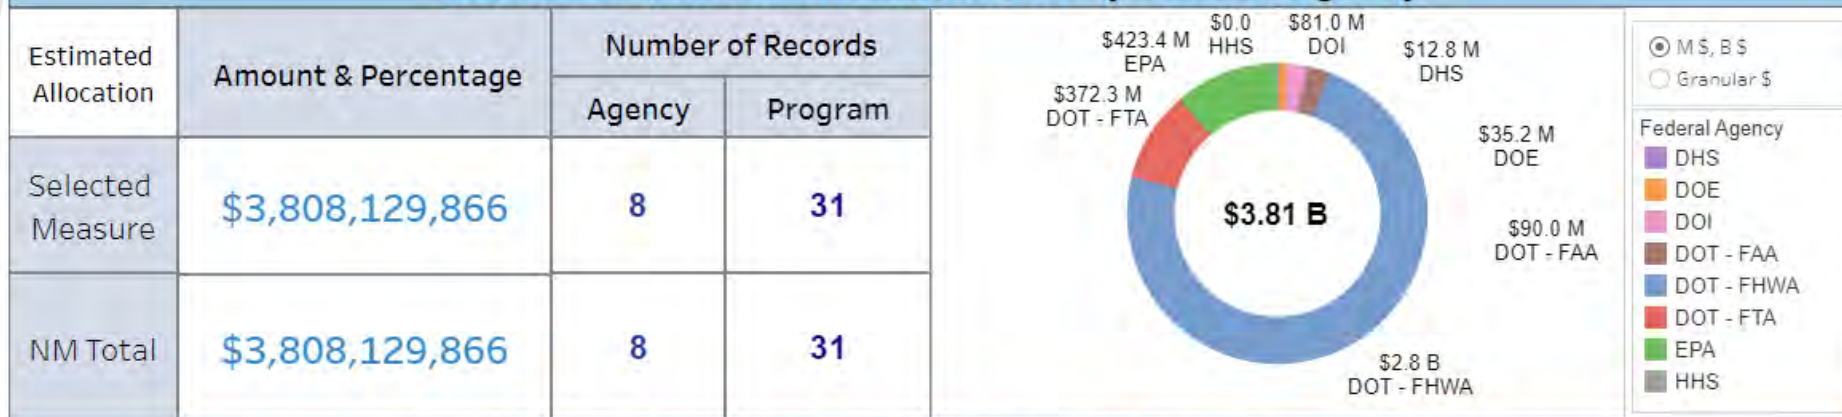 Estimated
Allocation
Amount & Percentage
Number of Records
Agency
Program
Selected
Measure
$3,808,129,866
8
31
NM Total
$3,808,129,866
8
31
$0.0
HHS
$81.0 M
DOI
$423.4 M
EPA
$12.8 M
DHS
$372.3 M
DOT - FTA
$35.2 M
DOE
$3.81 B
$90.0 M
DOT - FAA
$2.8 B
DOT - FHWA
M $, B $
Granular $
Federal Agency
DHS
DOE
DOI
DOT - FAA
DOT - FHWA
DOT - FTA
EPA
HHS